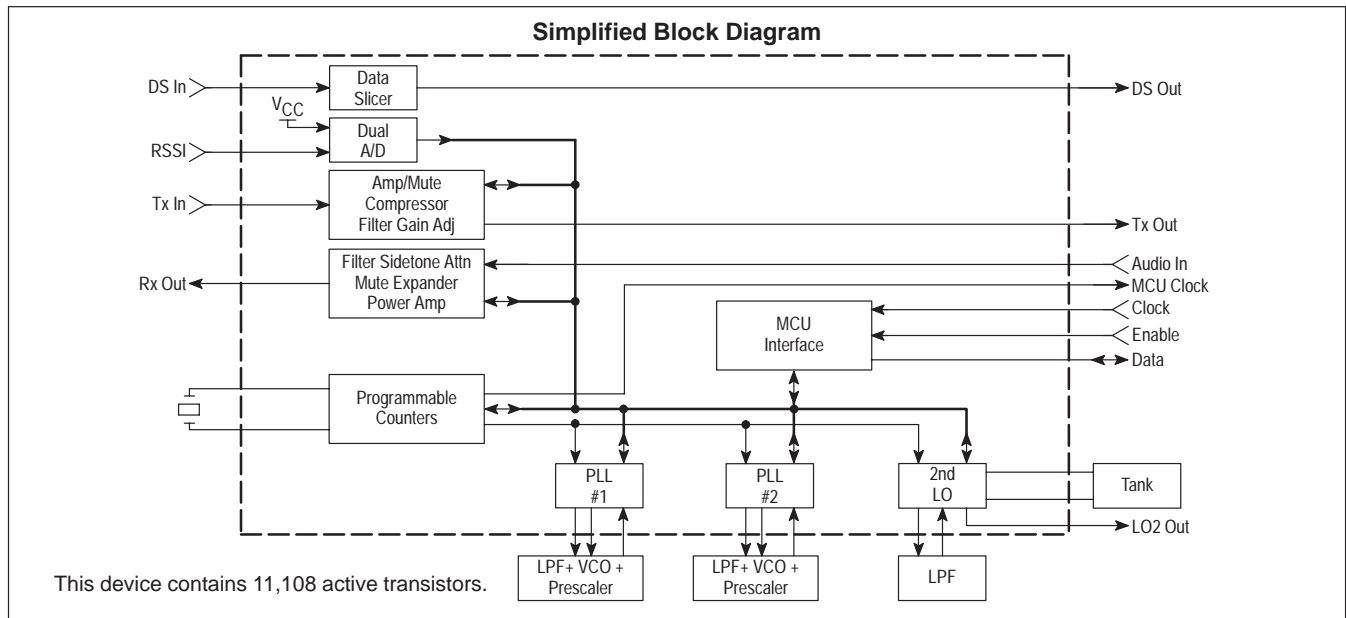 Simplified Block Diagram
DS In
Data
Slicer
DS Out
VCC
RSSI
Dual
A/D
Tx In
Amp/Mute
Compressor
Filter Gain Adj
Tx Out
Rx Out
Filter Sidetone Attn
Mute Expander
Power Amp
Audio In
MCU Clock
Clock
Enable
Data
MCU
Interface
Programmable
Counters
PLL
#1
PLL
#2
2nd
LO
Tank
LO2 Out
LPF+ VCO +
Prescaler
LPF+ VCO +
Prescaler
LPF
This device contains 11,108 active transistors.